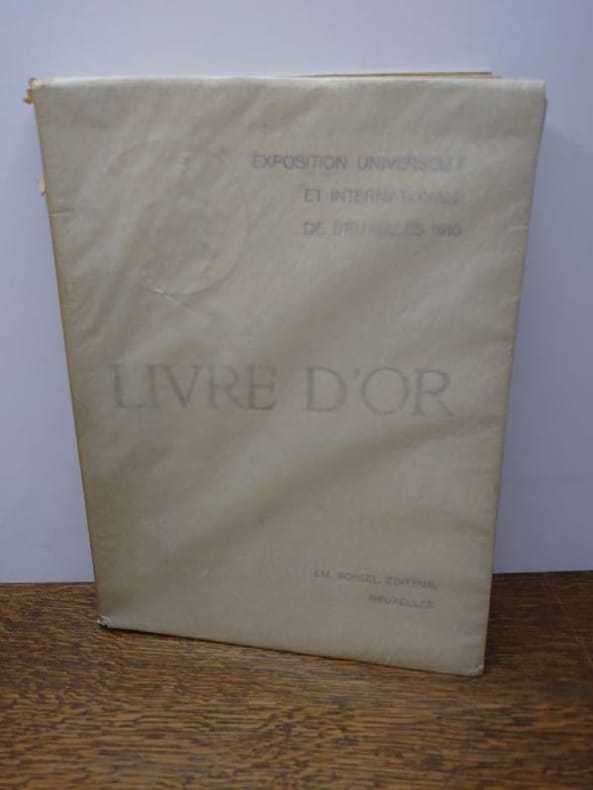 EXPOSITION UNIVERSELLE
ET INTERNATIONALE
DE BRUXELLES 1910
LIVRE D'OR
EM. ROSSEL, EDITEUR,
BRUXELLES